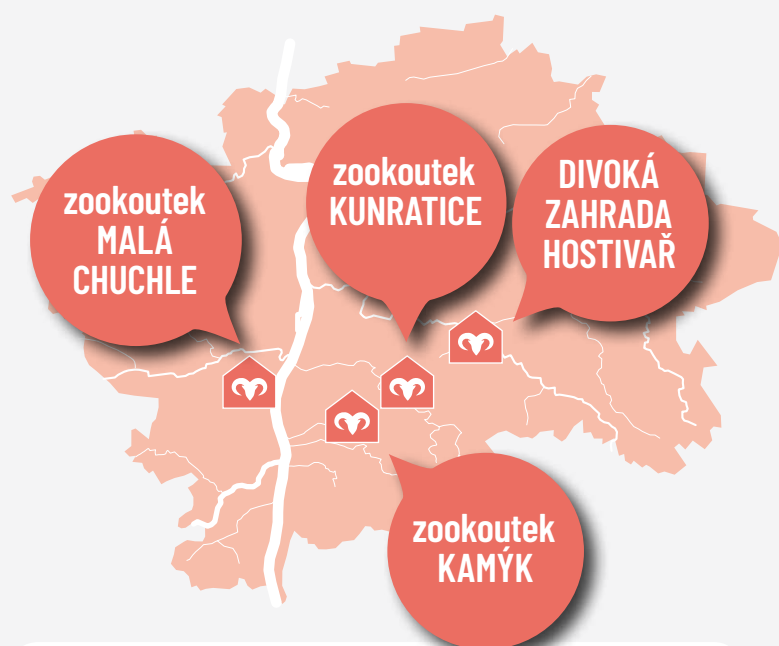 zookoutek
MALÁ
CHUCHLE
zookoutek
KUNRATICE
DIVOKÁ
ZAHRADA
HOSTIVAŘ
zookoutek
KAMÝK